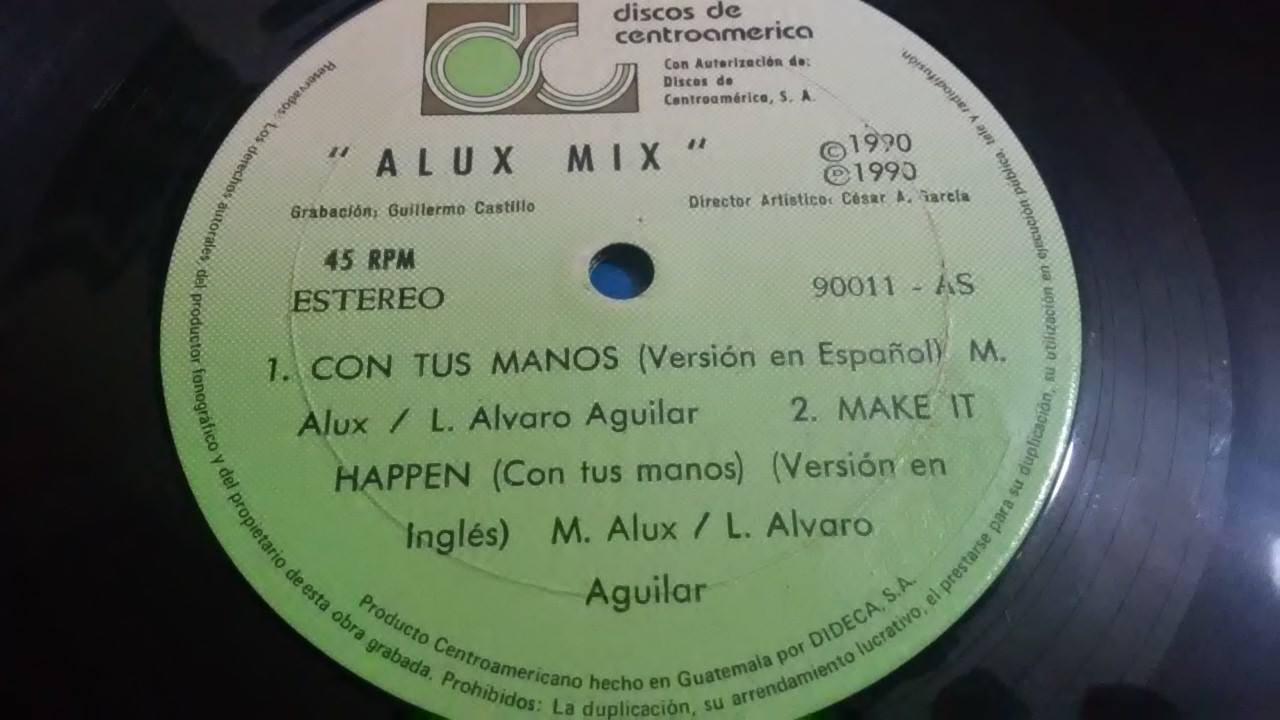 dc
discos de
centroamerica
Con Autorización de:
Discos de
Centroamérica, S. A.
" ALUX MIX "
©1990
℗1990
Grabación: Guillermo Castillo
Director Artístico: César A. García
45 RPM
ESTEREO
90011 - AS
1. CON TUS MANOS (Versión en Español) M.
Alux / L. Alvaro Aguilar 2. MAKE IT
HAPPEN (Con tus manos) (Versión en
Inglés) M. Alux / L. Alvaro
Aguilar
Producto Centroamericano hecho en Guatemala por DIDECA, S.A.
Reservados: Los derechos autorales del productor fonográfico y del propietario de esta obra grabada. Prohibidos: La duplicación, su arrendamiento lucrativo, el prestarse para su duplicación, su utilización en ejecución pública, tele y radiodifusión.